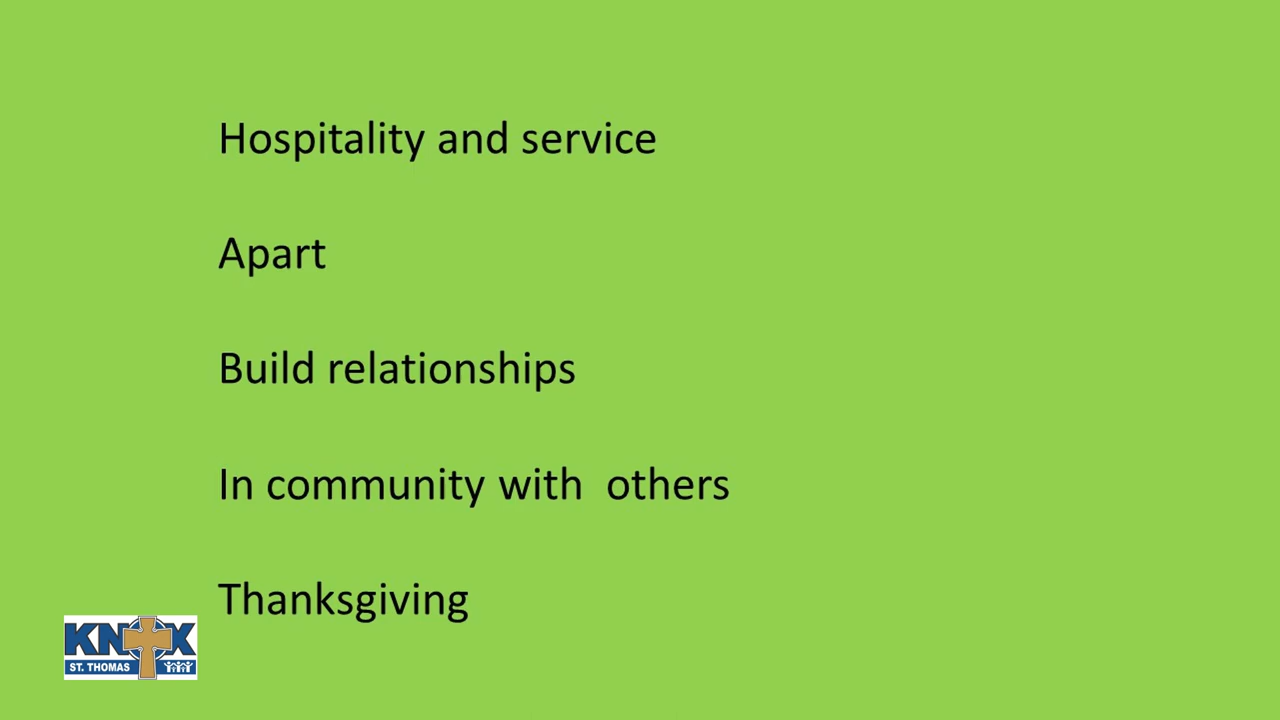 Hospitality and service
Apart
Build relationships
In community with  others
Thanksgiving
KNOX
ST. THOMAS